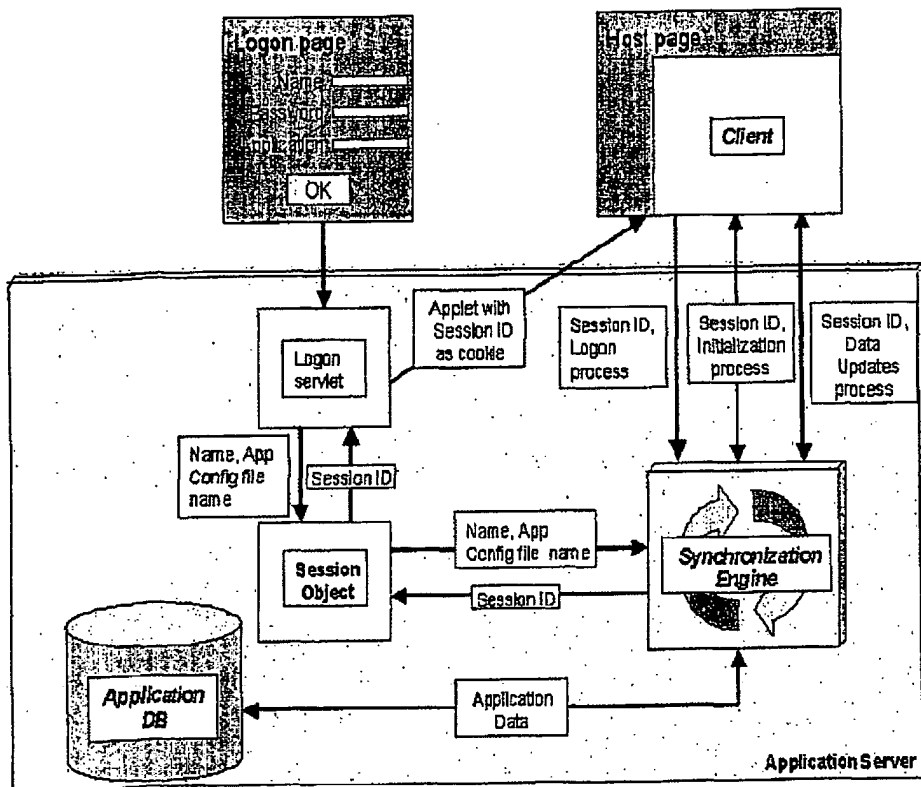 Logon page
Name
Password
Application
OK
Host page
Client
Applet with
Session ID
as cookie
Session ID,
Logon
process
Session ID,
Initialization
process
Session ID,
Data
Updates
process
Logon
servlet
Name, App
Config file
name
Session ID
Session
Object
Name, App
Config file name
Session ID
Synchronization
Engine
Application
DB
Application
Data
Application Server